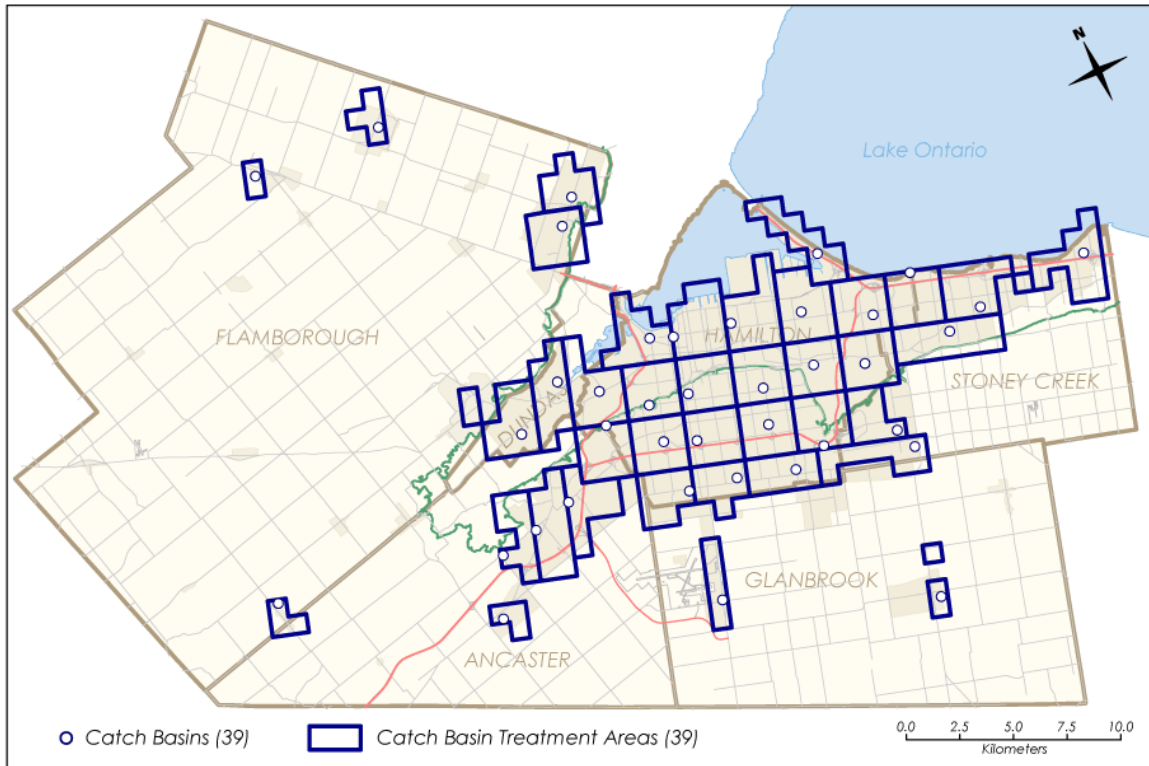 N
Lake Ontario
FLAMBOROUGH
HAMILTON
STONEY CREEK
DUNDAS
GLANBROOK
ANCASTER
Catch Basins (39)
Catch Basin Treatment Areas (39)
0.0 2.5 5.0 7.5 10.0
Kilometers